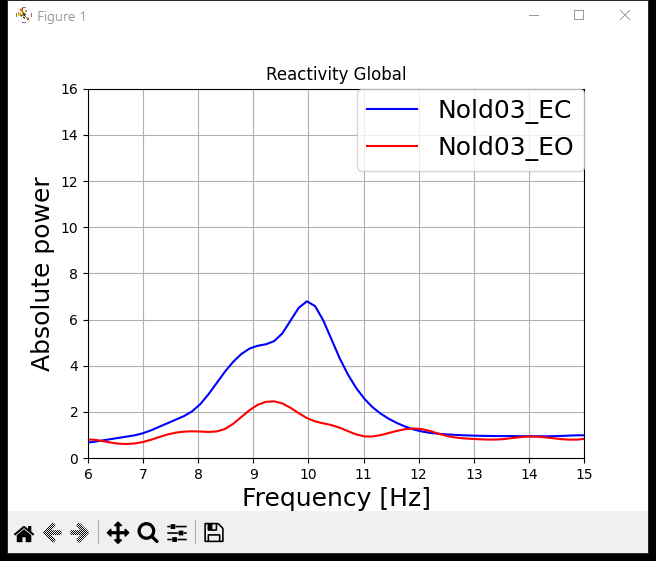 Figure 1
Reactivity Global
Nold03_EC
Nold03_EO
16
14
12
10
8
6
4
2
0
Absolute power
6 7 8 9 10 11 12 13 14 15
Frequency [Hz]